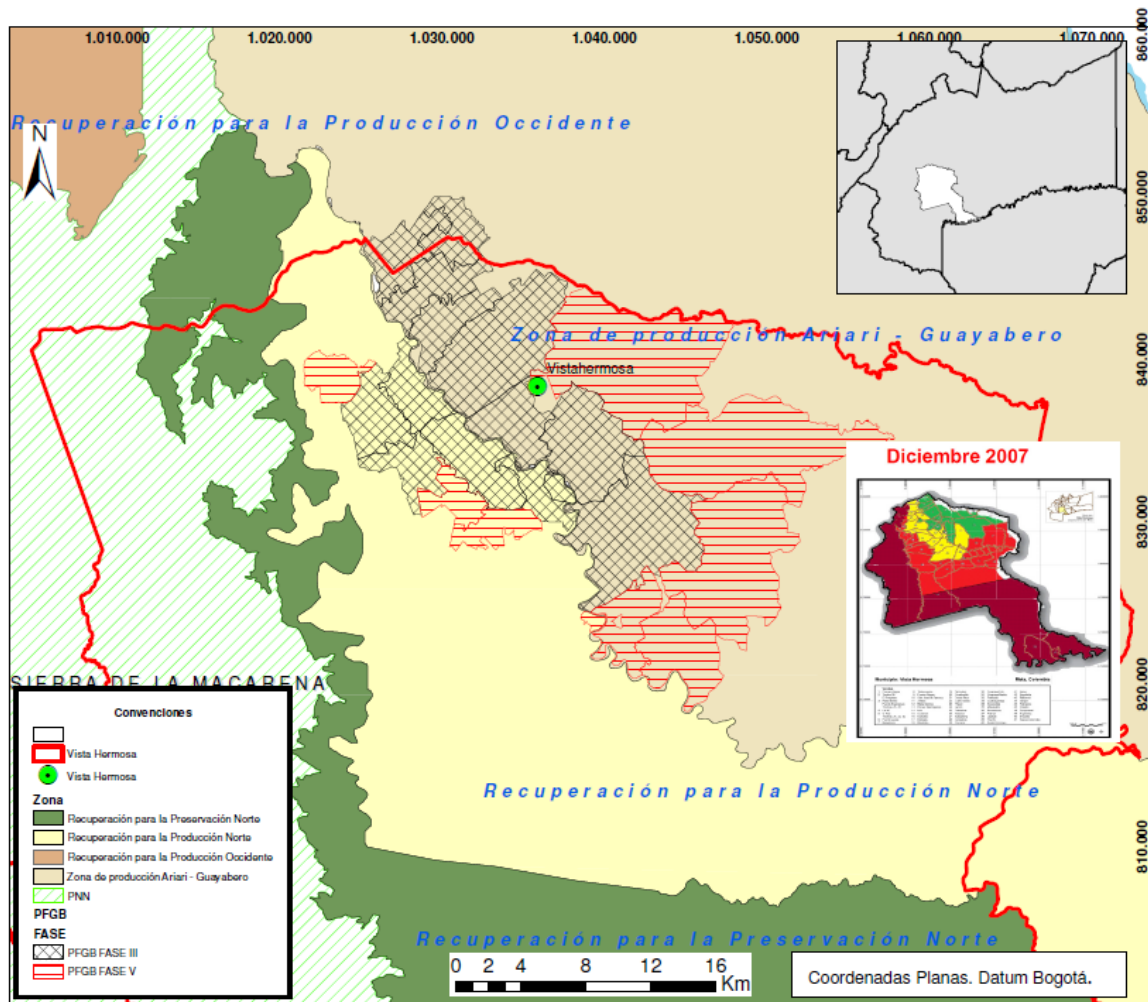 1.010.000 1.020.000 1.030.000 1.040.000 1.050.000 1.060.000 1.070.000
860.000
Recuperación para la Producción Occidente
N
850.000
Zona de producción Ariari - Guayabero
840.000
Vistahermosa
Diciembre 2007
830.000
Municipio: Vista Hermosa
Meta, Colombia
820.000
SIERRA DE LA MACARENA
Convenciones
Vista Hermosa
Vista Hermosa
Zona
Recuperación para la Preservación Norte
Recuperación para la Producción Norte
Recuperación para la Producción Occidente
Zona de producción Ariari - Guayabero
PNN
PFGB
FASE
PFGB FASE III
PFGB FASE V
Recuperación para la Producción Norte
810.000
Recuperación para la Preservación Norte
0 2 4 8 12 16
Km
Coordenadas Planas. Datum Bogotá.